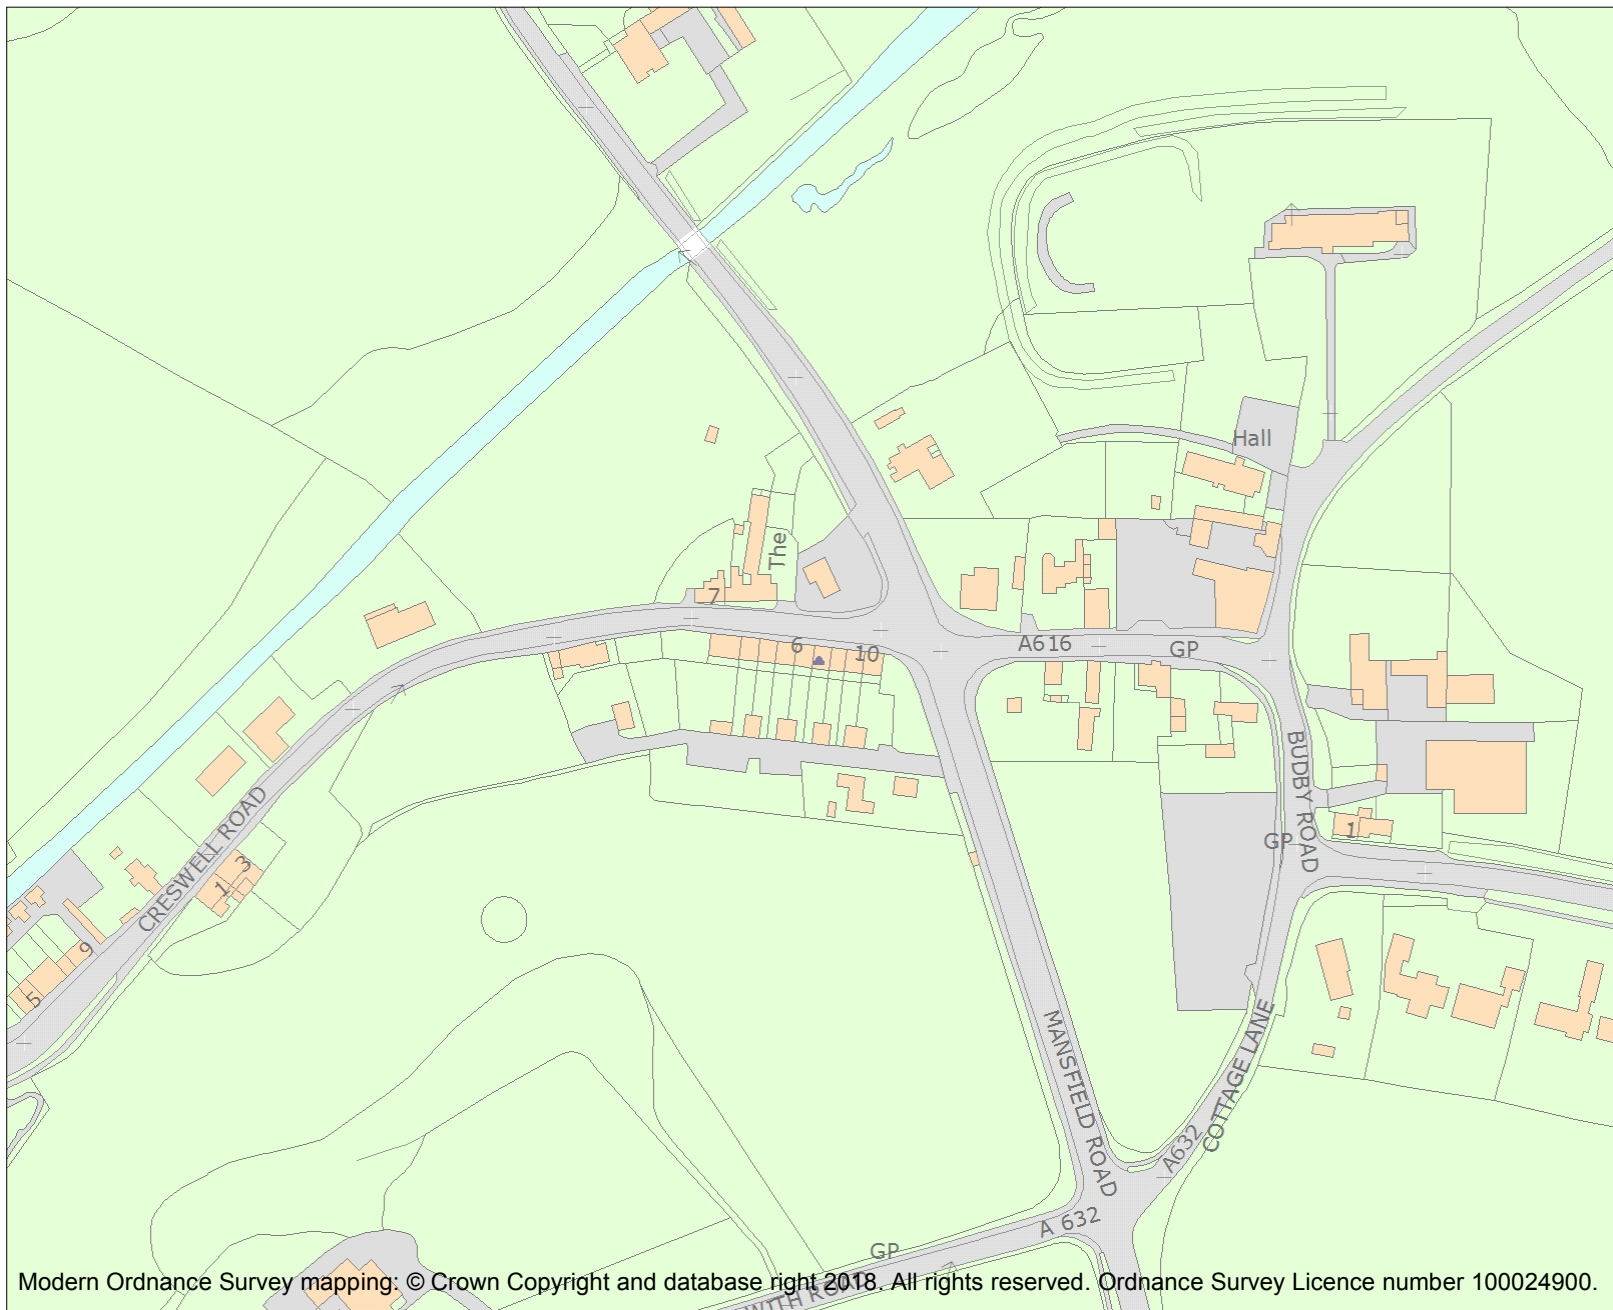 Hall
The
7
6
10
A616
GP
BUDBY ROAD
CRESWELL ROAD
3
1
1
GP
9
5
MANSFIELD ROAD
COTTAGE LANE
A632
A 632
GP
ROAD
Modern Ordnance Survey mapping: © Crown Copyright and database right 2018. All rights reserved. Ordnance Survey Licence number 100024900.